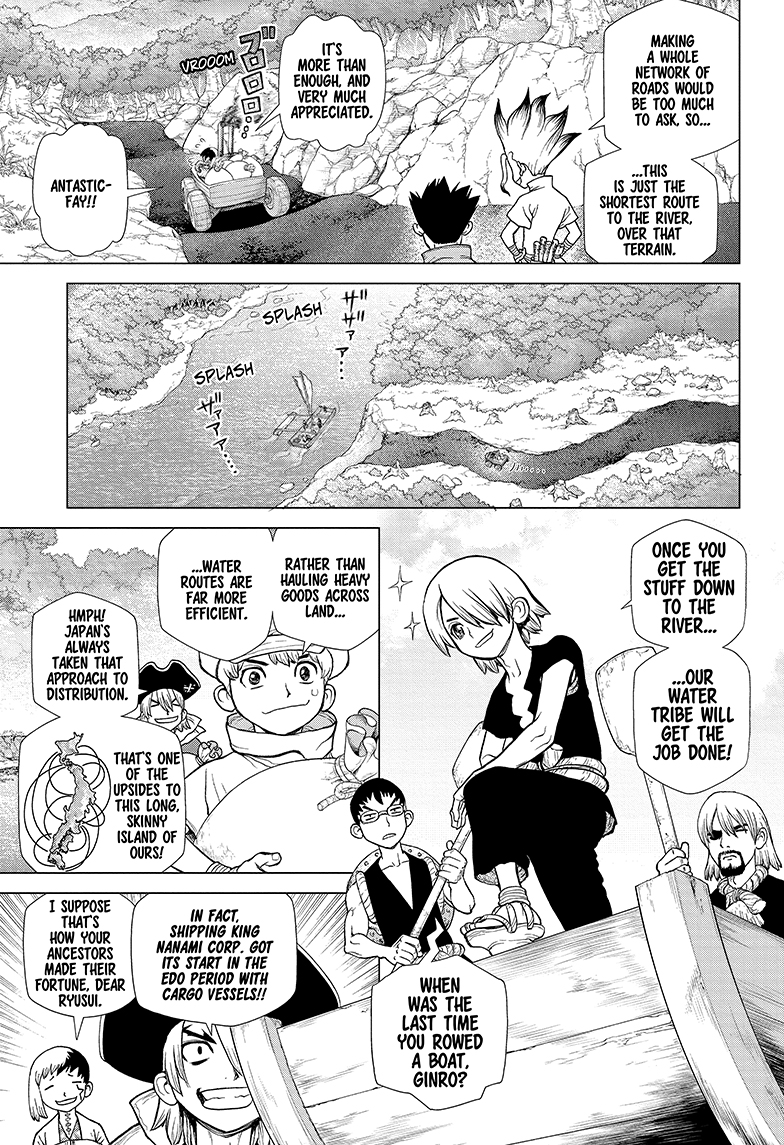 MAKING
A WHOLE
NETWORK OF
ROADS WOULD
BE TOO MUCH
TO ASK, SO...
...THIS
IS JUST THE
SHORTEST ROUTE
TO THE RIVER,
OVER THAT
TERRAIN.
IT'S
MORE THAN
ENOUGH, AND
VERY MUCH
APPRECIATED.
ブロロロ…
VROOOM
ANTASTIC-
FAY!!
ザザァァ…
SPLASH
SPLASH
ザァァァ…
ONCE YOU
GET THE
STUFF DOWN
TO THE
RIVER...
...OUR
WATER
TRIBE WILL
GET THE
JOB DONE!
WHEN
WAS THE
LAST TIME
YOU ROWED
A BOAT,
GINRO?
RATHER THAN
HAULING HEAVY
GOODS ACROSS
LAND...
...WATER
ROUTES ARE
FAR MORE
EFFICIENT.
HMPH!
JAPAN'S
ALWAYS
TAKEN THAT
APPROACH TO
DISTRIBUTION.
THAT'S ONE
OF THE
UPSIDES TO
THIS LONG,
SKINNY
ISLAND OF
OURS!
IN FACT,
SHIPPING KING
NANAMI CORP. GOT
ITS START IN THE
EDO PERIOD WITH
CARGO VESSELS!!
I SUPPOSE
THAT'S
HOW YOUR
ANCESTORS
MADE THEIR
FORTUNE, DEAR
RYUSUI.